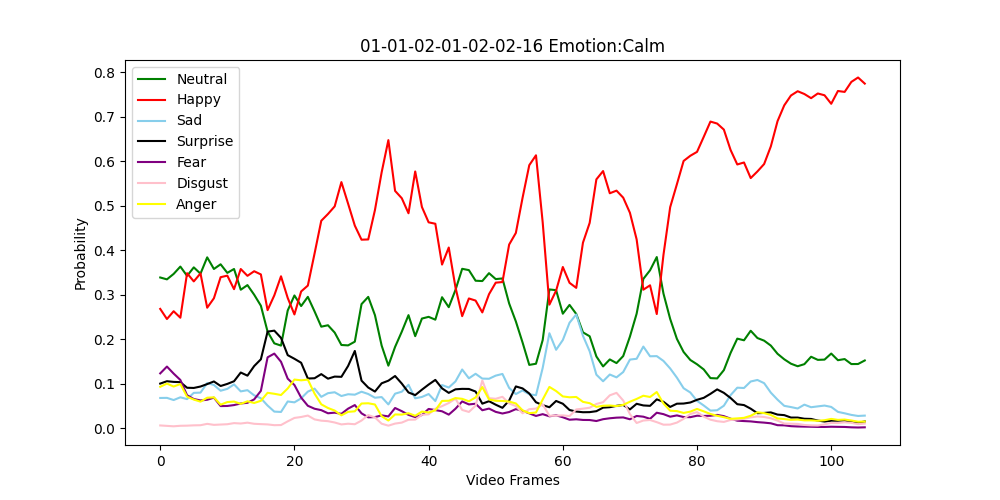 01-01-02-01-02-02-16 Emotion:Calm
Neutral
Happy
Sad
Surprise
Fear
Disgust
Anger
Probability
0.8
0.7
0.6
0.5
0.4
0.3
0.2
0.1
0.0
0 20 40 60 80 100
Video Frames